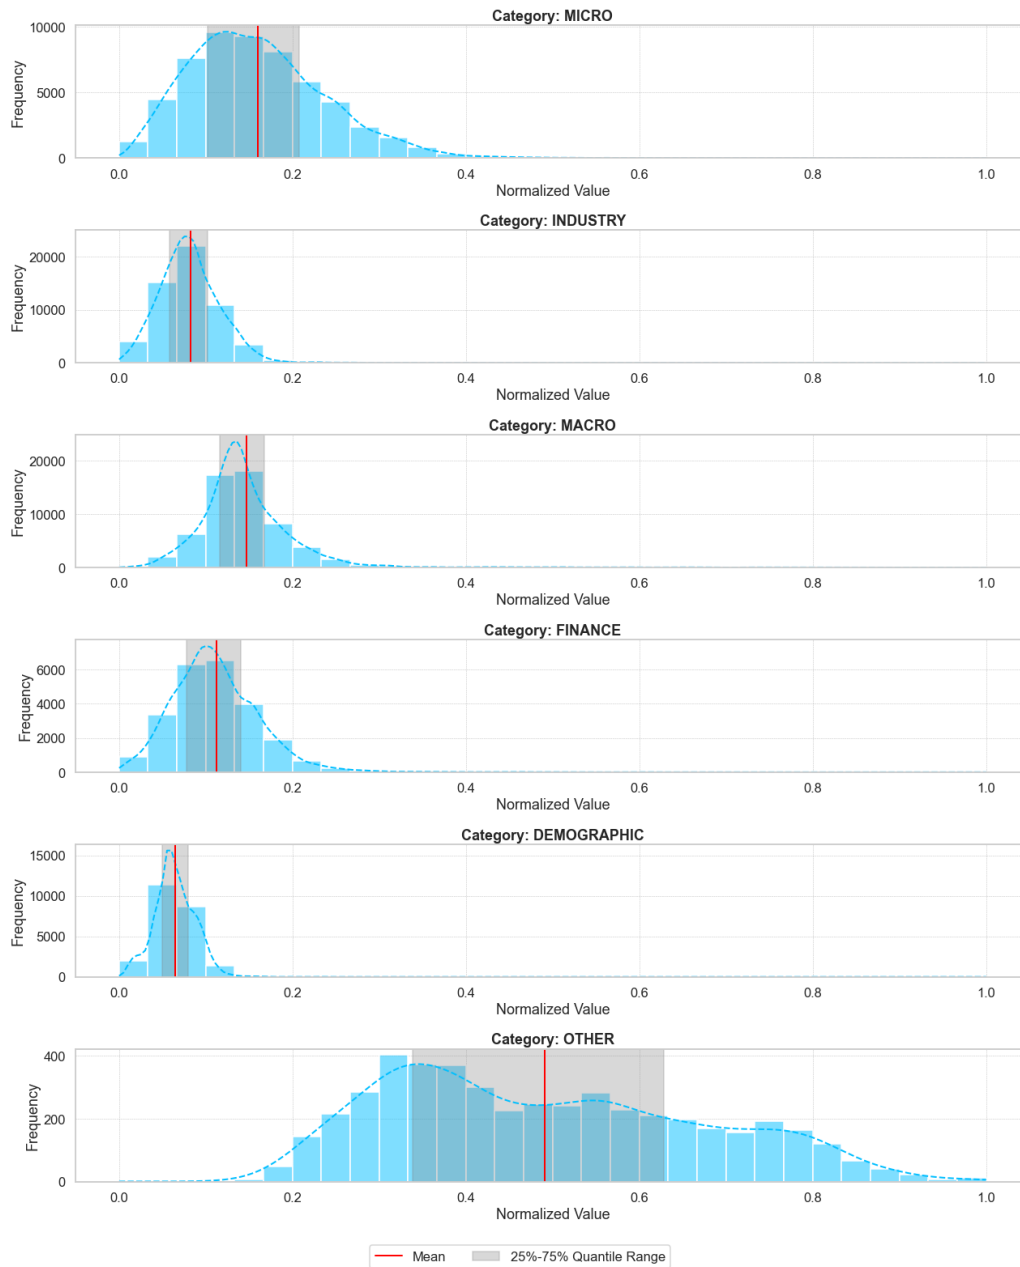 Category: MICRO
10000
5000
0
Frequency
0.0 0.2 0.4 0.6 0.8 1.0
Normalized Value
Category: INDUSTRY
20000
10000
0
Frequency
0.0 0.2 0.4 0.6 0.8 1.0
Normalized Value
Category: MACRO
20000
10000
0
Frequency
0.0 0.2 0.4 0.6 0.8 1.0
Normalized Value
Category: FINANCE
6000
4000
2000
0
Frequency
0.0 0.2 0.4 0.6 0.8 1.0
Normalized Value
Category: DEMOGRAPHIC
15000
10000
5000
0
Frequency
0.0 0.2 0.4 0.6 0.8 1.0
Normalized Value
Category: OTHER
400
200
0
Frequency
0.0 0.2 0.4 0.6 0.8 1.0
Normalized Value
Mean 25%-75% Quantile Range